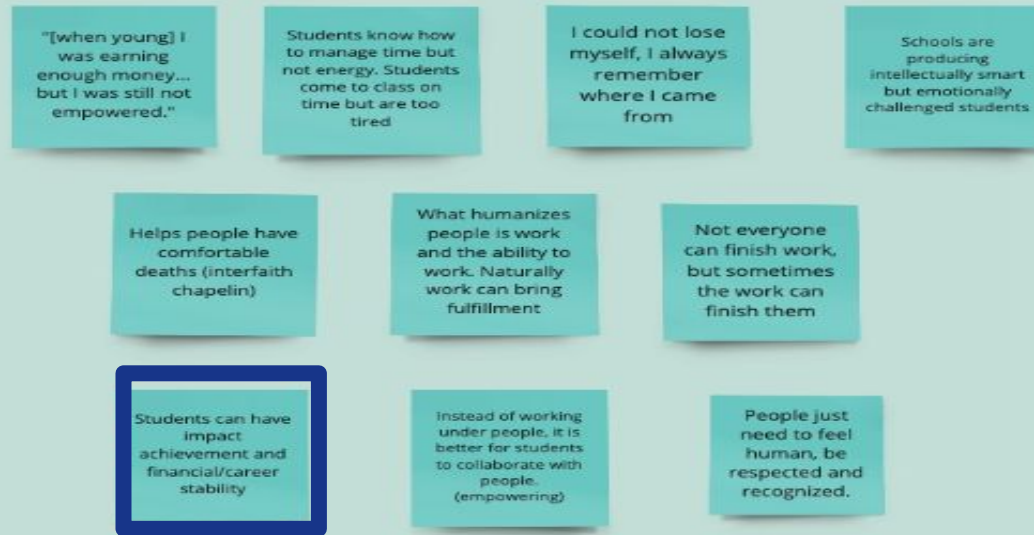 "[when young] I
was earning
enough money...
but I was still not
empowered."
Students know how
to manage time but
not energy. Students
come to class on
time but are too
tired
I could not lose
myself, I always
remember
where I came
from
Schools are
producing
intellectually smart
but emotionally
challenged students
Helps people have
comfortable
deaths (interfaith
chapelin)
What humanizes
people is work
and the ability to
work. Naturally
work can bring
fulfillment
Not everyone
can finish work,
but sometimes
the work can
finish them
Students can have
impact
achievement and
financial/career
stability
Instead of working
under people, it is
better for students
to collaborate with
people.
(empowering)
People just
need to feel
human, be
respected and
recognized.